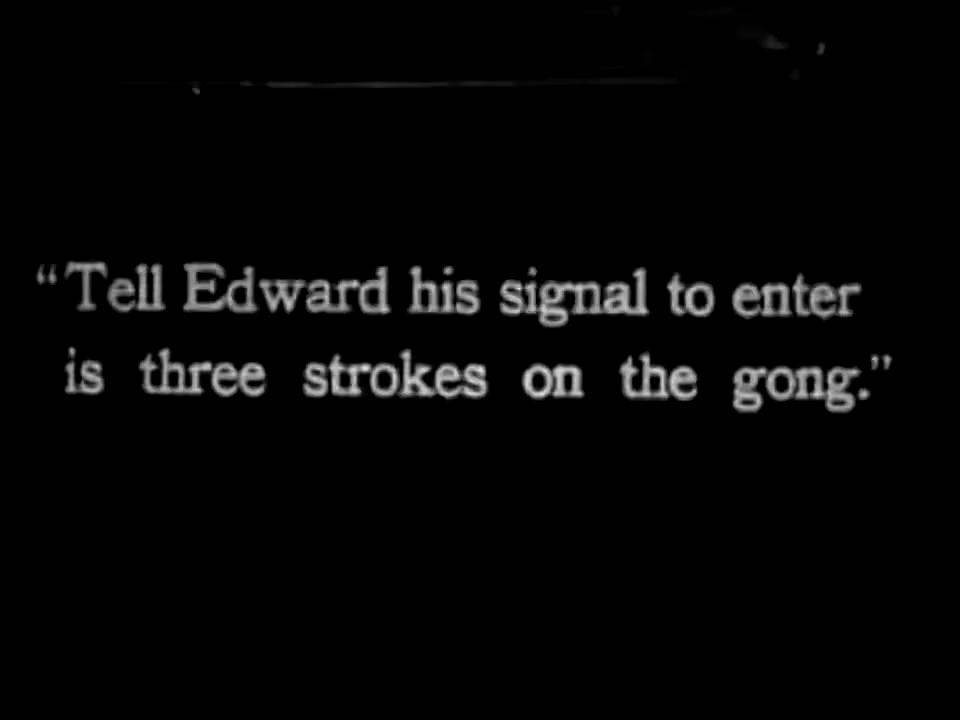 “Tell Edward his signal to enter
is three strokes on the gong.”